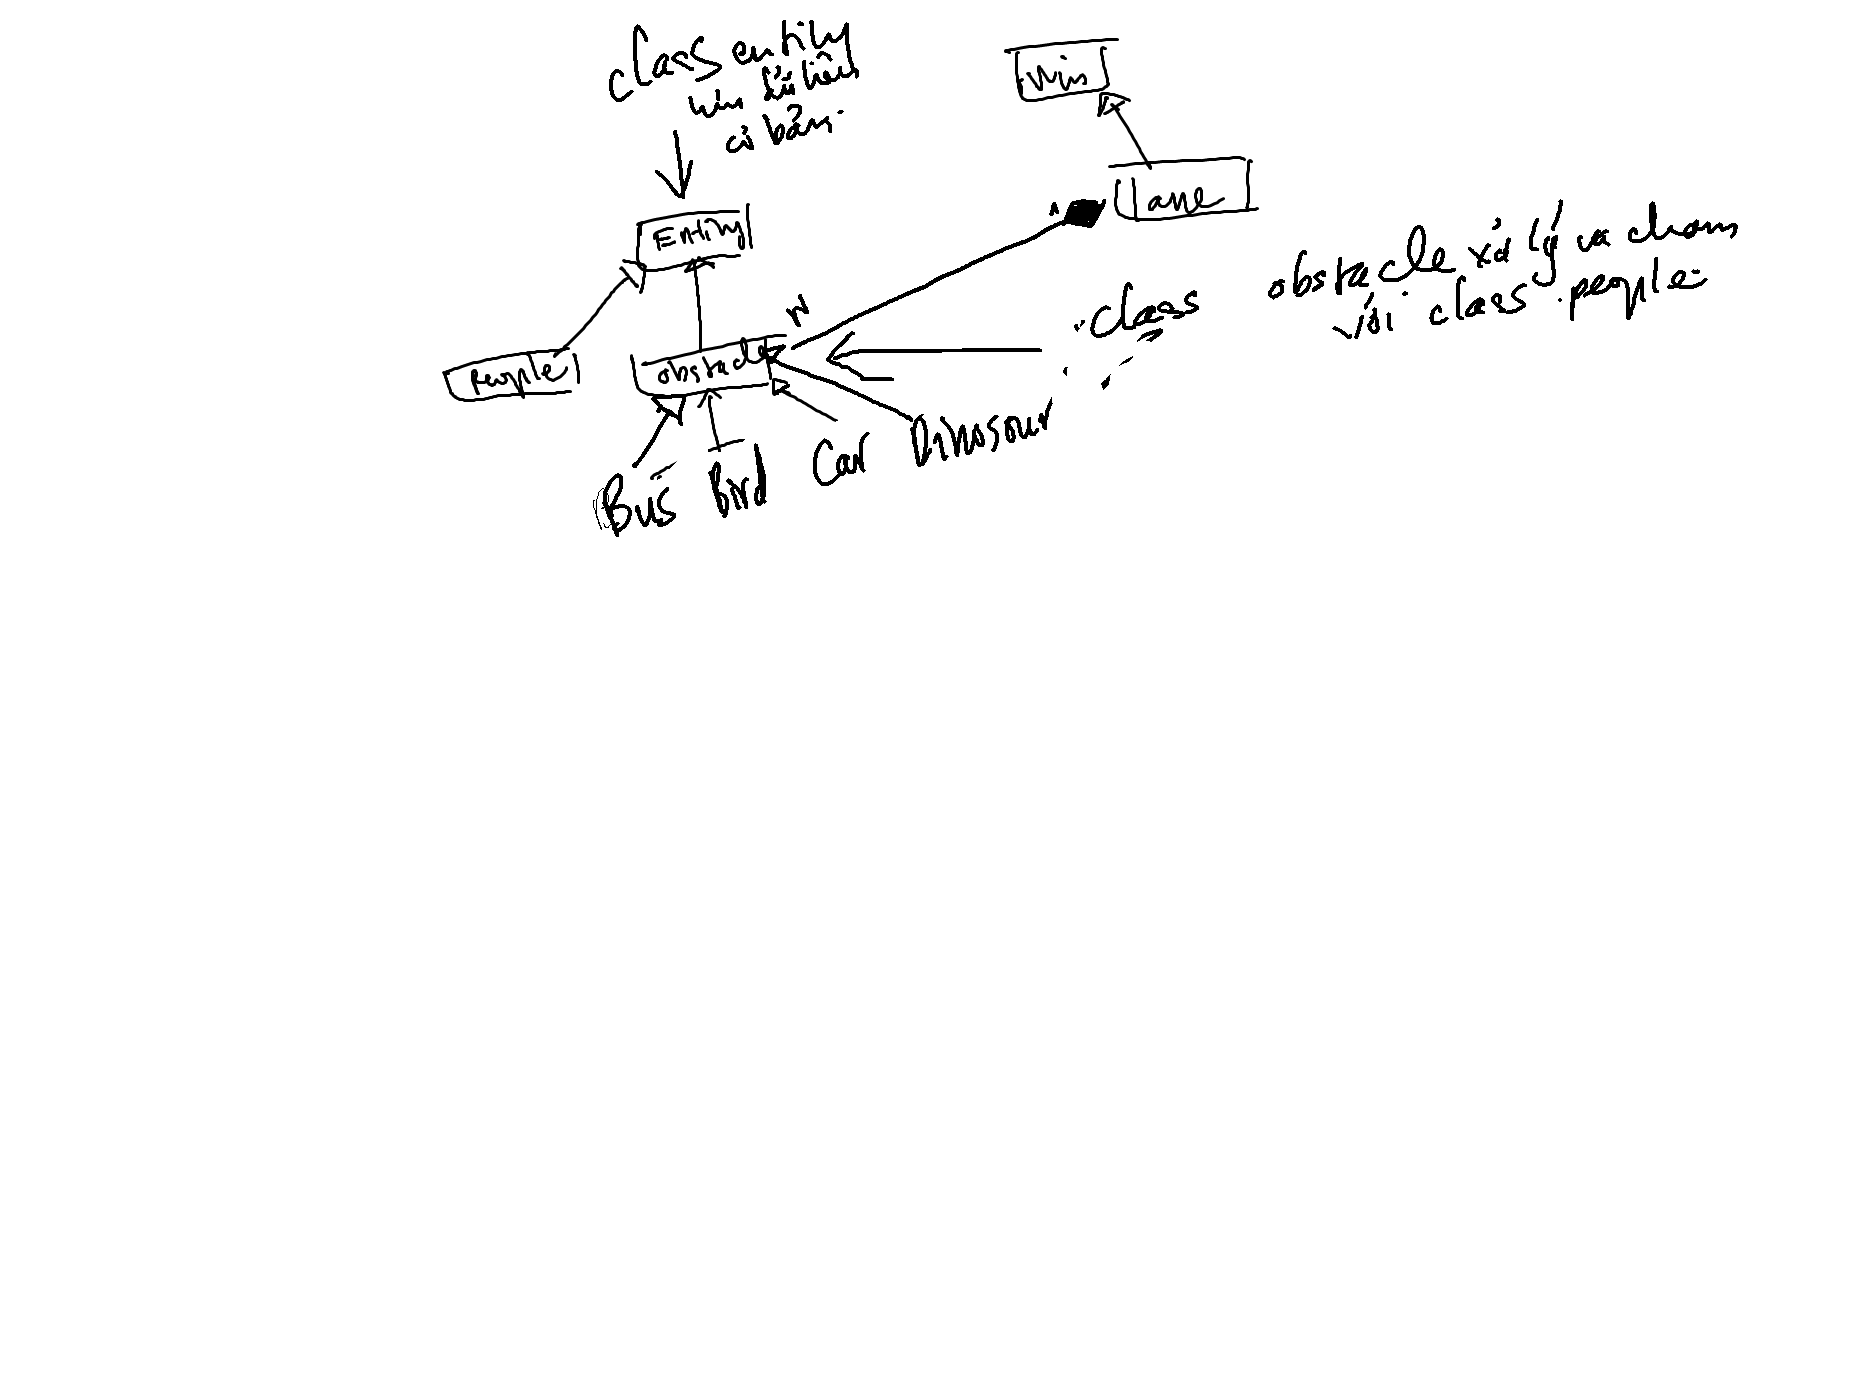 class entity
lưu dữ liệu
cơ bản.
Win
Lane
Entity
1
N
class obstacle xử lý va chạm
với class people
People
obstacle
Bus Bird Car Dinosour